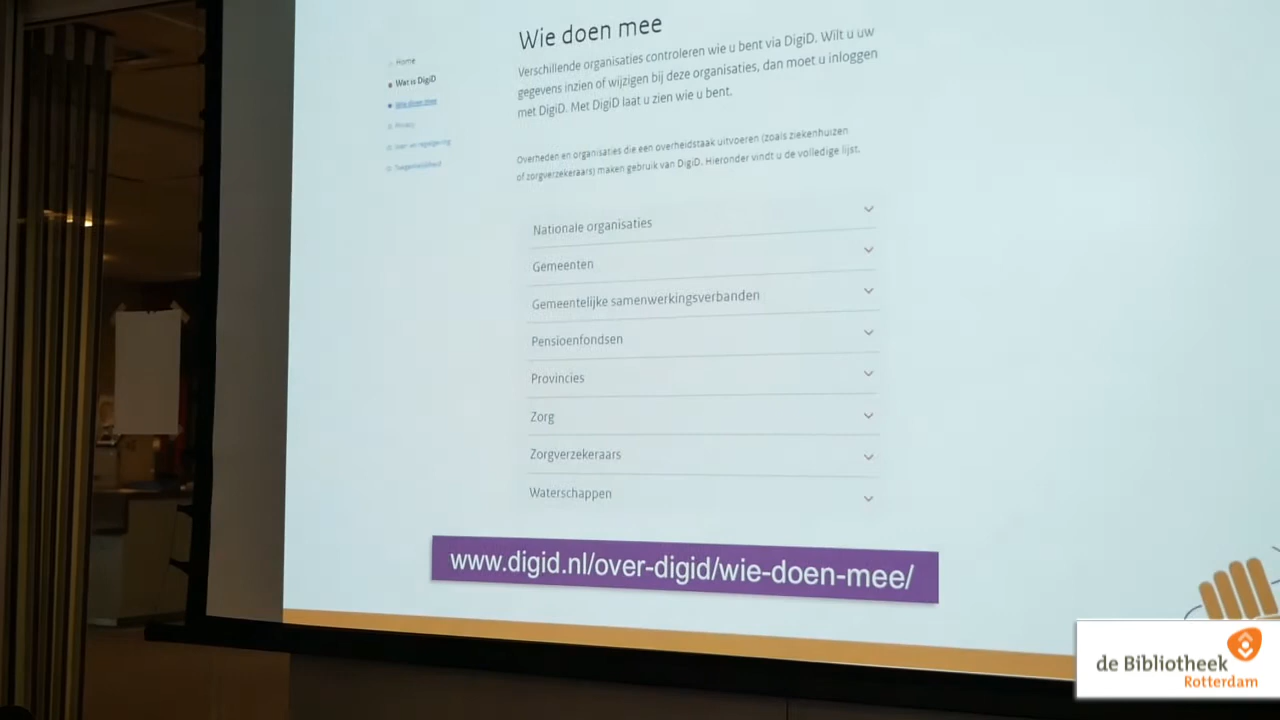 Wie doen mee
Home
Wat is DigiD
Wie doen mee
Privacy
Toegankelijkheid
Verschillende organisaties controleren wie u bent via DigiD. Wilt u uw
gegevens inzien of wijzigen bij deze organisaties, dan moet u inloggen
met DigiD. Met DigiD laat u zien wie u bent.
Overheden en organisaties die een overheidstaak uitvoeren (zoals ziekenhuizen
of zorgverzekeraars) maken gebruik van DigiD. Hieronder vindt u de volledige lijst.
Nationale organisaties
Gemeenten
Gemeentelijke samenwerkingsverbanden
Pensioenfondsen
Provincies
Zorg
Zorgverzekeraars
Waterschappen
www.digid.nl/over-digid/wie-doen-mee/
de Bibliotheek
Rotterdam